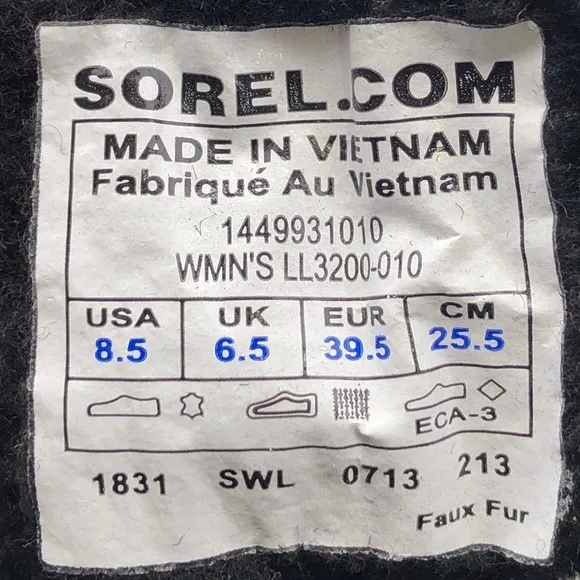 SOREL.COM
MADE IN VIETNAM
Fabriqué Au Vietnam
1449931010
WMN'S LL3200-010
USA UK EUR CM
8.5 6.5 39.5 25.5
ECA-3
1831 SWL 0713 213
Faux Fur